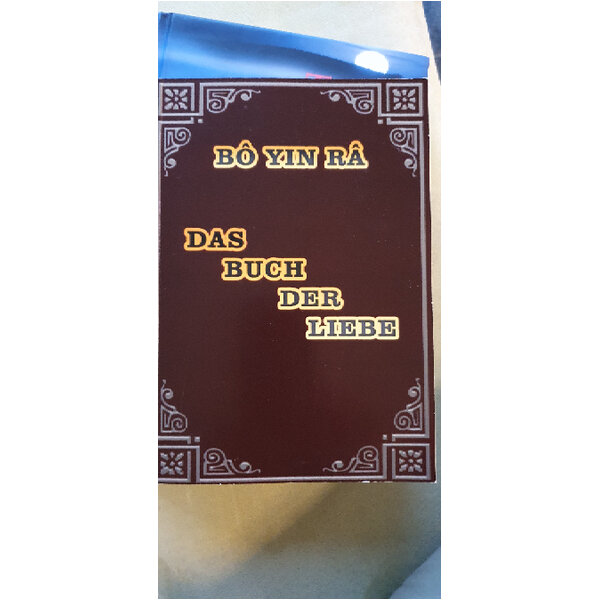 BÔ YIN RÂ
DAS
BUCH
DER
LIEBE